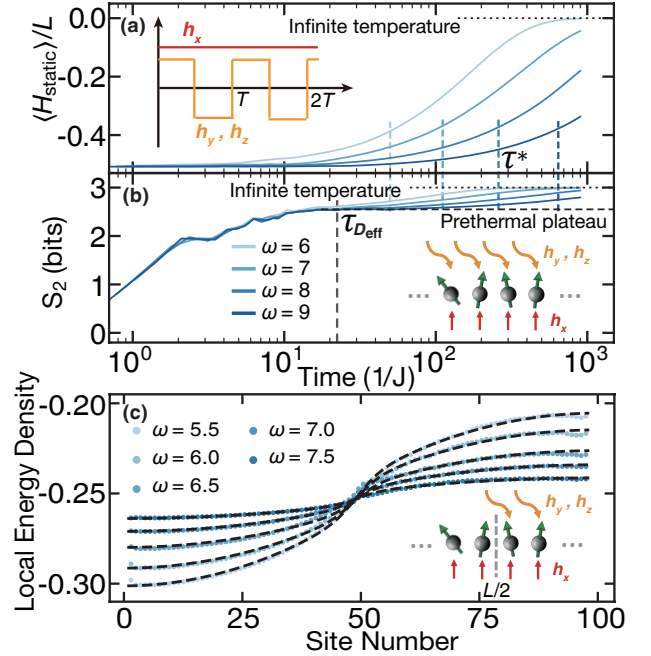 (a)
h_x
Infinite temperature
T
2T
h_y , h_z
τ*
⟨H_static⟩/L
0.0
-0.2
-0.4
(b)
Infinite temperature
τ_D_eff
Prethermal plateau
ω = 6
ω = 7
ω = 8
ω = 9
h_y , h_z
... ...
h_x
S_2 (bits)
3
2
1
0
10^0 10^1 10^2 10^3
Time (1/J)
(c)
ω = 5.5 ω = 7.0
ω = 6.0 ω = 7.5
ω = 6.5
h_y , h_z
... ...
L/2
h_x
Local Energy Density
-0.20
-0.25
-0.30
0 25 50 75 100
Site Number